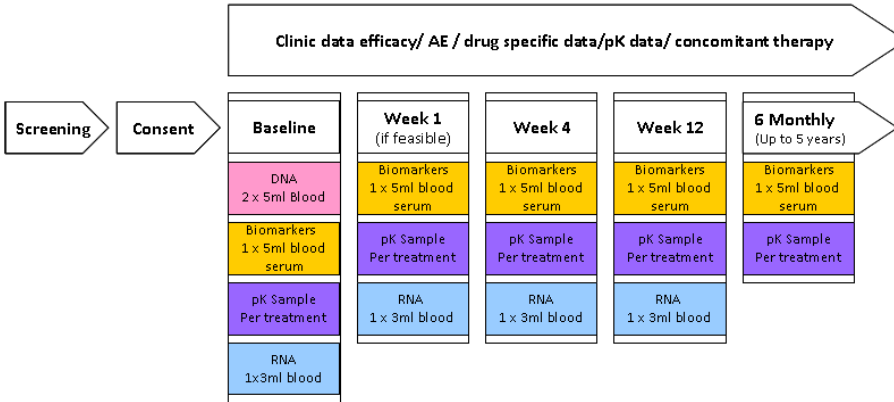 Clinic data efficacy/ AE / drug specific data/pK data/ concomitant therapy
Screening
Consent
Baseline
Week 1
(if feasible)
Week 4
Week 12
6 Monthly
(Up to 5 years)
DNA
2 x 5ml Blood
Biomarkers
1 x 5ml blood
serum
pK Sample
Per treatment
RNA
1x3ml blood
Biomarkers
1 x 5ml blood
serum
pK Sample
Per treatment
RNA
1 x 3ml blood
Biomarkers
1 x 5ml blood
serum
pK Sample
Per treatment
RNA
1 x 3ml blood
Biomarkers
1 x 5ml blood
serum
pK Sample
Per treatment
RNA
1 x 3ml blood
Biomarkers
1 x 5ml blood
serum
pK Sample
Per treatment